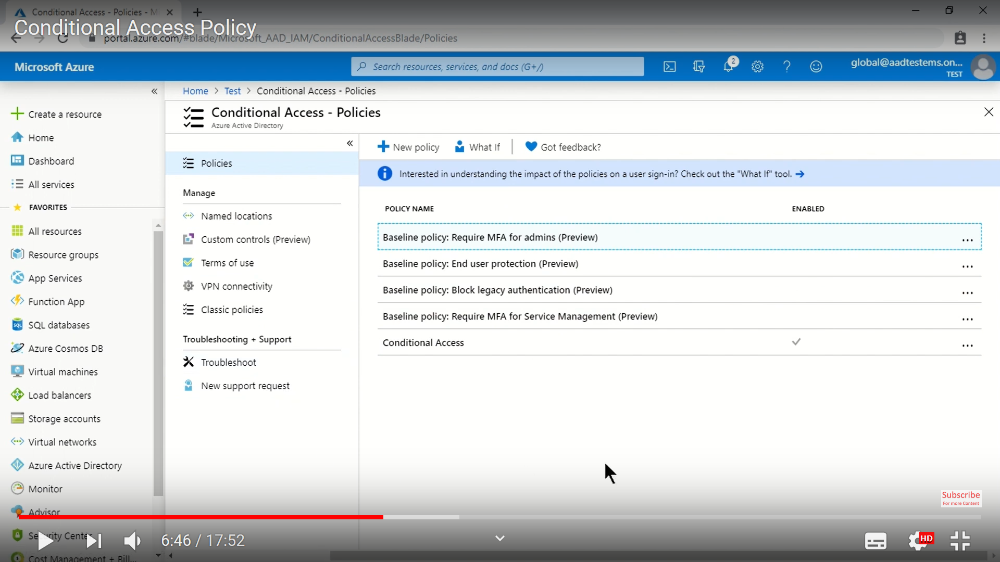 Conditional Access - Policies - M
Conditional Access Policy
portal.azure.com/#blade/Microsoft_AAD_IAM/ConditionalAccessBlade/Policies
Microsoft Azure
Search resources, services, and docs (G+/)
2
global@aadtestems.on...
TEST
Home > Test > Conditional Access - Policies
Conditional Access - Policies
Azure Active Directory
Create a resource
Home
Dashboard
All services
FAVORITES
All resources
Resource groups
App Services
Function App
SQL databases
Azure Cosmos DB
Virtual machines
Load balancers
Storage accounts
Virtual networks
Azure Active Directory
Monitor
Advisor
Security Center
Cost Management + Bill...
Policies
Manage
Named locations
Custom controls (Preview)
Terms of use
VPN connectivity
Classic policies
Troubleshooting + Support
Troubleshoot
New support request
New policy
What If
Got feedback?
Interested in understanding the impact of the policies on a user sign-in? Check out the "What If" tool.
POLICY NAME
ENABLED
Baseline policy: Require MFA for admins (Preview)
Baseline policy: End user protection (Preview)
Baseline policy: Block legacy authentication (Preview)
Baseline policy: Require MFA for Service Management (Preview)
Conditional Access
Subscribe
For more Content
6:46 / 17:52
HD